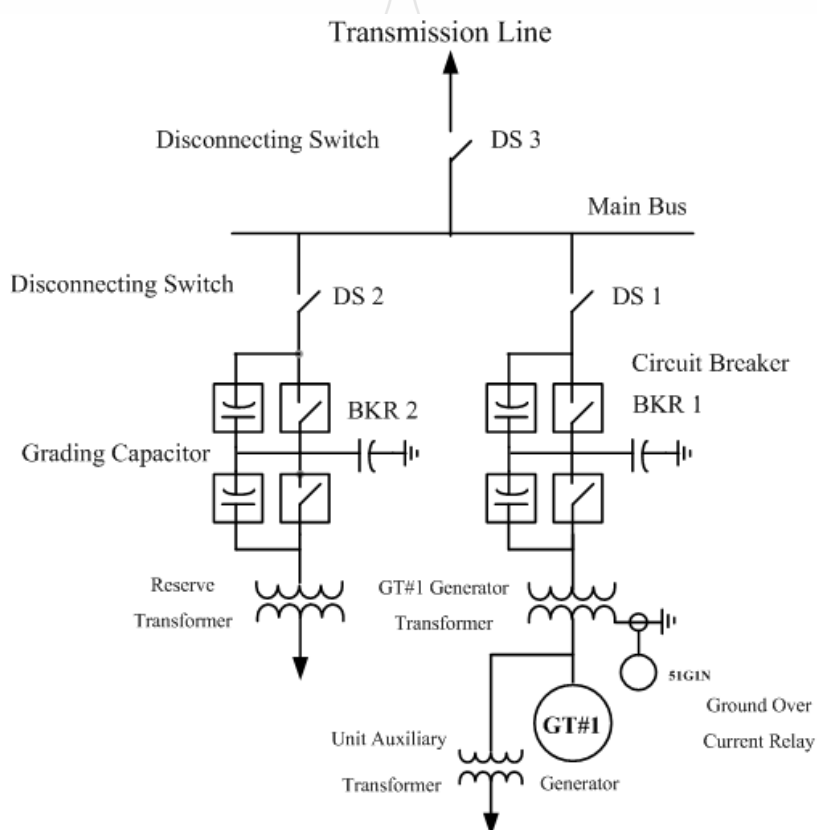 Transmission Line
Disconnecting Switch
DS 3
Main Bus
Disconnecting Switch
DS 2
DS 1
Circuit Breaker
BKR 2
BKR 1
Grading Capacitor
Reserve
Transformer
GT#1 Generator
Transformer
51G1N
Ground Over
Current Relay
GT#1
Unit Auxiliary
Transformer
Generator